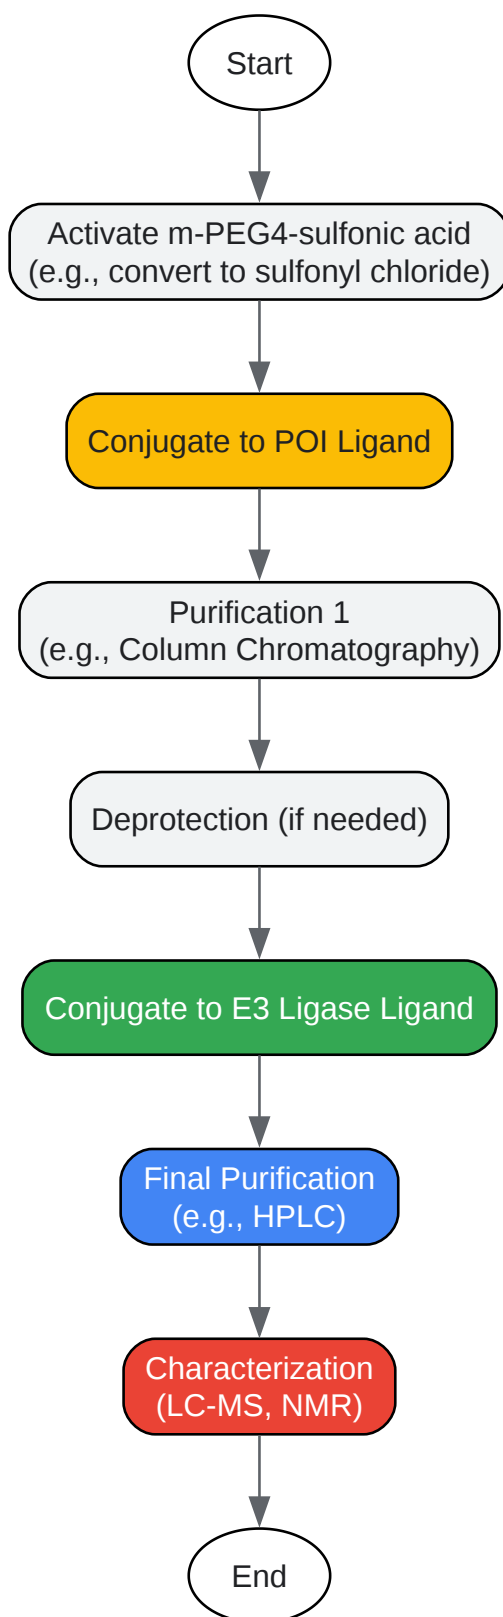 Start
Activate m-PEG4-sulfonic acid
(e.g., convert to sulfonyl chloride)
Conjugate to POI Ligand
Purification 1
(e.g., Column Chromatography)
Deprotection (if needed)
Conjugate to E3 Ligase Ligand
Final Purification
(e.g., HPLC)
Characterization
(LC-MS, NMR)
End